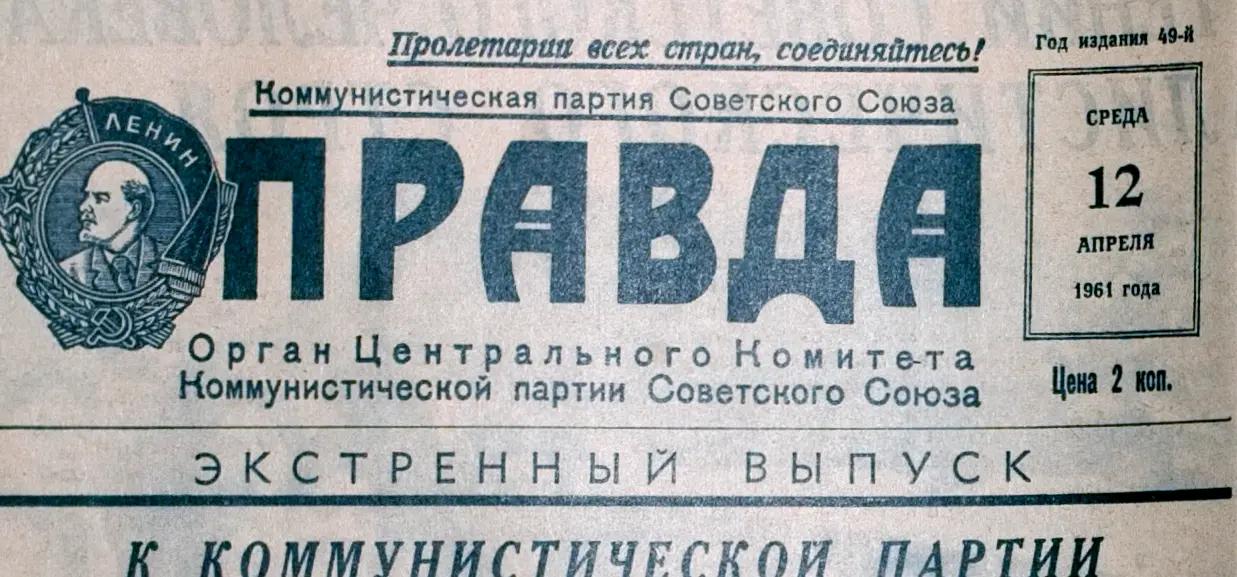 Пролетарии всех стран, соединяйтесь!
Год издания 49-й
Коммунистическая партия Советского Союза
ЛЕНИН
ПРАВДА
СРЕДА
12
АПРЕЛЯ
1961 года
Орган Центрального Комитета
Коммунистической партии Советского Союза
Цена 2 коп.
ЭКСТРЕННЫЙ ВЫПУСК
К КОММУНИСТИЧЕСКОЙ ПАРТИИ